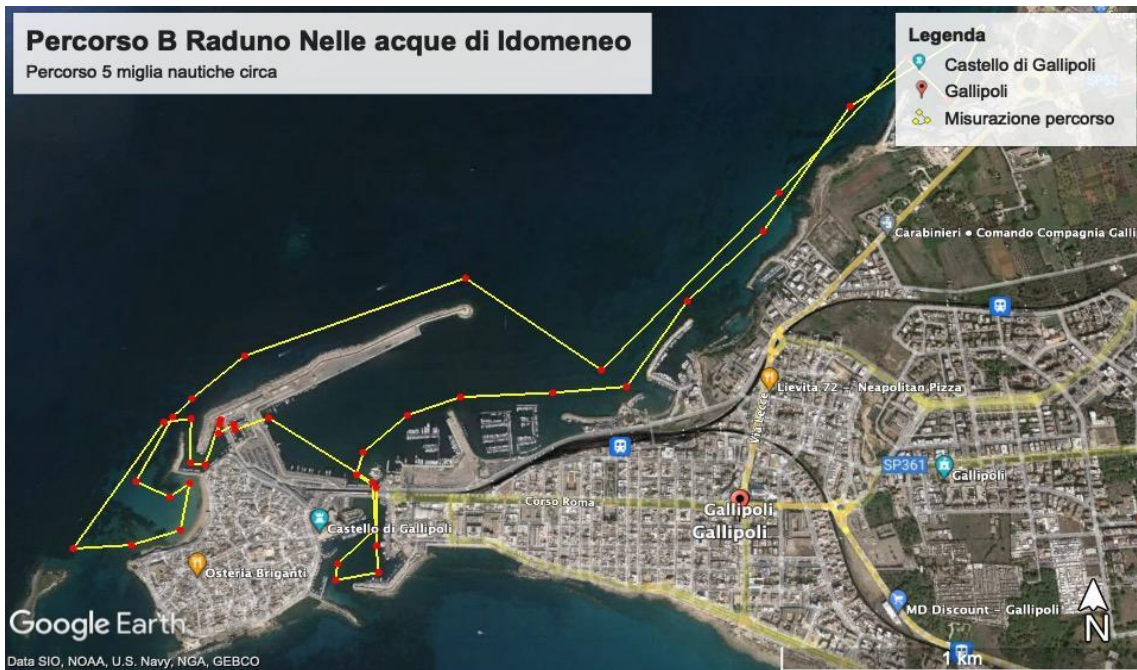 Percorso B Raduno Nelle acque di Idomeneo
Percorso 5 miglia nautiche circa
Legenda
Castello di Gallipoli
Gallipoli
Misurazione percorso
SP52
Carabinieri • Comando Compagnia Galli
Lievita 72 - Neapolitan Pizza
Via Lecce
SP361
Gallipoli
Corso Roma
Gallipoli
Gallipoli
Castello di Gallipoli
Osteria Briganti
MD Discount - Gallipoli
Google Earth
N
Data SIO, NOAA, U.S. Navy, NGA, GEBCO
1 km